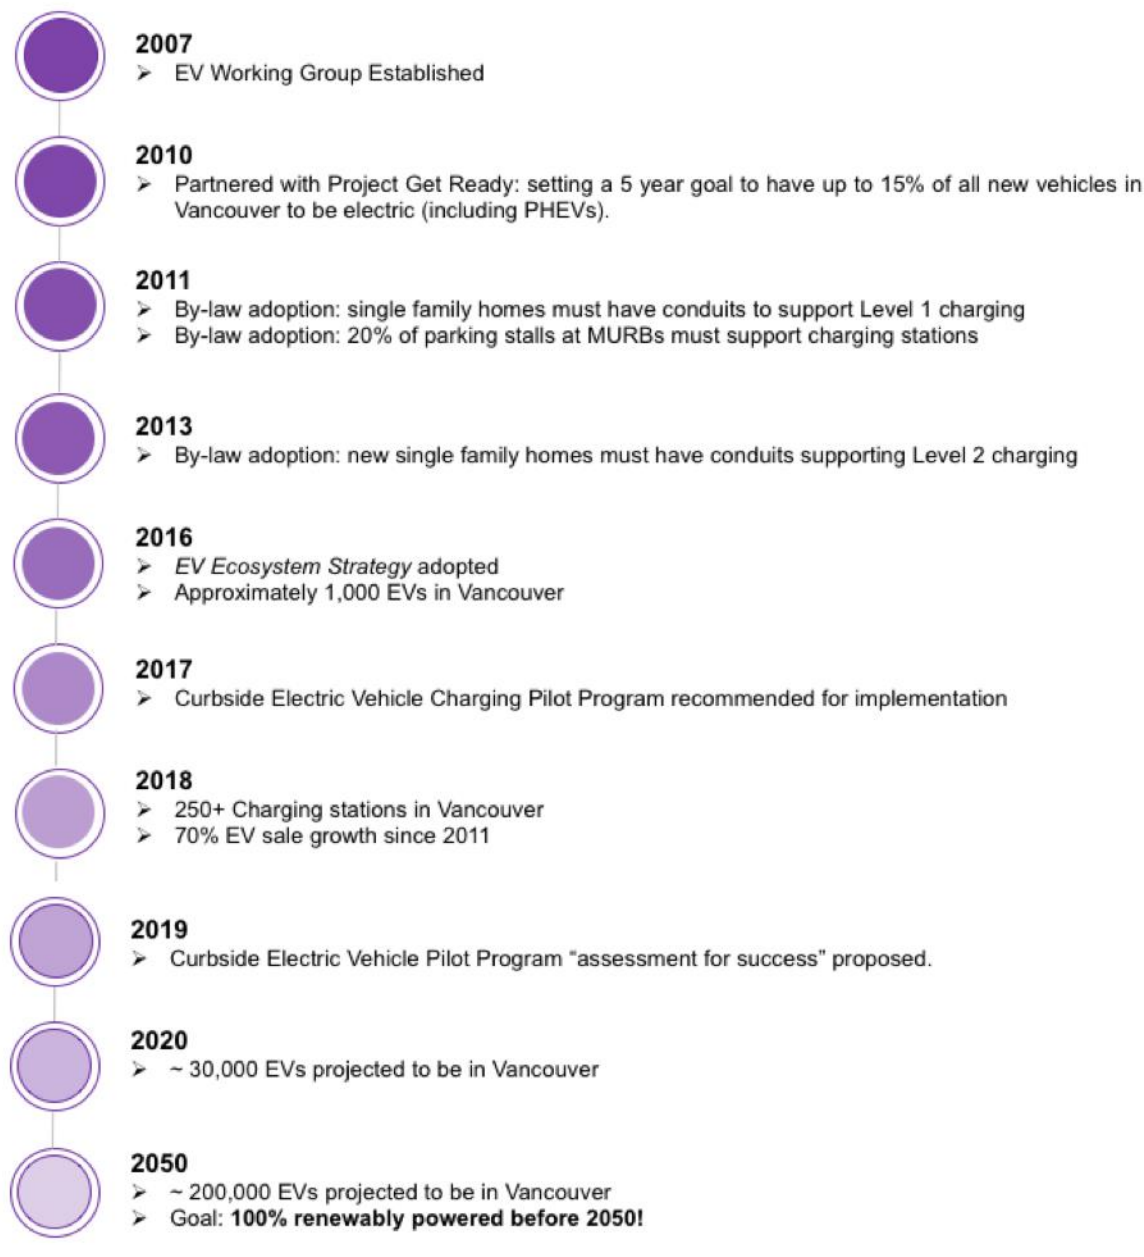 2007
➢ EV Working Group Established
2010
➢ Partnered with Project Get Ready: setting a 5 year goal to have up to 15% of all new vehicles in
Vancouver to be electric (including PHEVs).
2011
➢ By-law adoption: single family homes must have conduits to support Level 1 charging
➢ By-law adoption: 20% of parking stalls at MURBs must support charging stations
2013
➢ By-law adoption: new single family homes must have conduits supporting Level 2 charging
2016
➢ EV Ecosystem Strategy adopted
➢ Approximately 1,000 EVs in Vancouver
2017
➢ Curbside Electric Vehicle Charging Pilot Program recommended for implementation
2018
➢ 250+ Charging stations in Vancouver
➢ 70% EV sale growth since 2011
2019
➢ Curbside Electric Vehicle Pilot Program “assessment for success” proposed.
2020
➢ ~ 30,000 EVs projected to be in Vancouver
2050
➢ ~ 200,000 EVs projected to be in Vancouver
➢ Goal: 100% renewably powered before 2050!